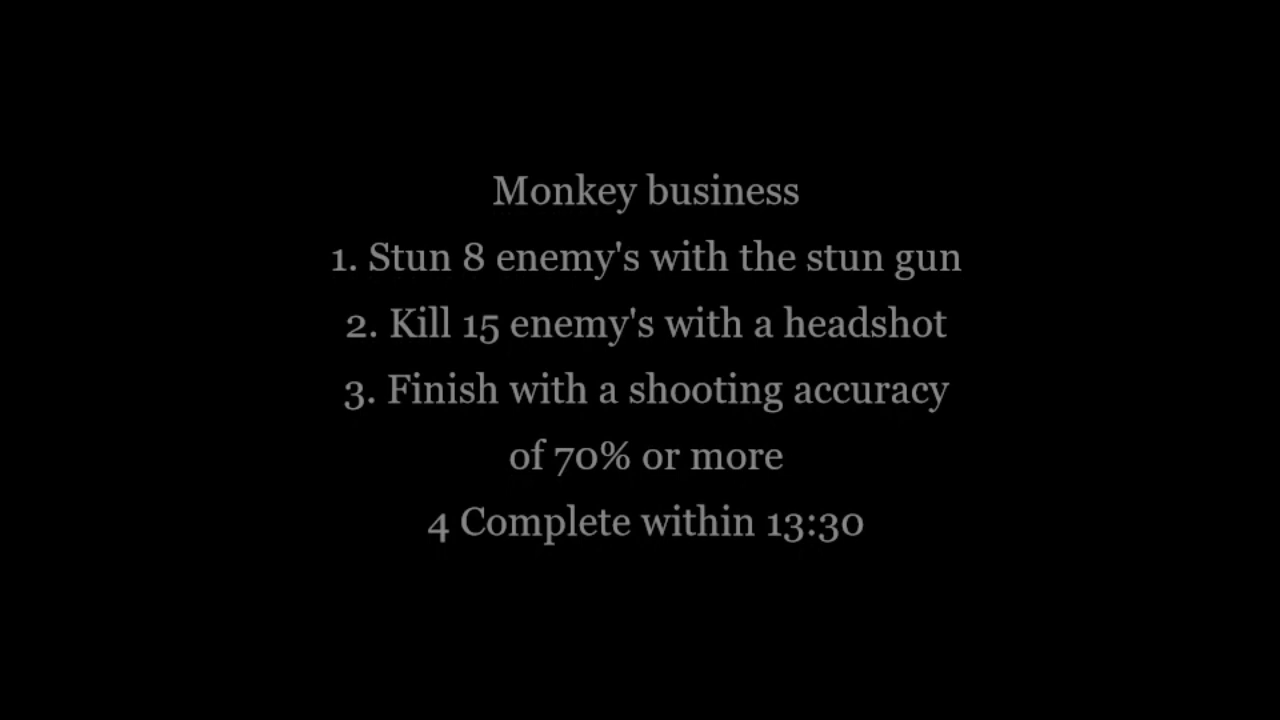 Monkey business
1. Stun 8 enemy's with the stun gun
2. Kill 15 enemy's with a headshot
3. Finish with a shooting accuracy
of 70% or more
4 Complete within 13:30